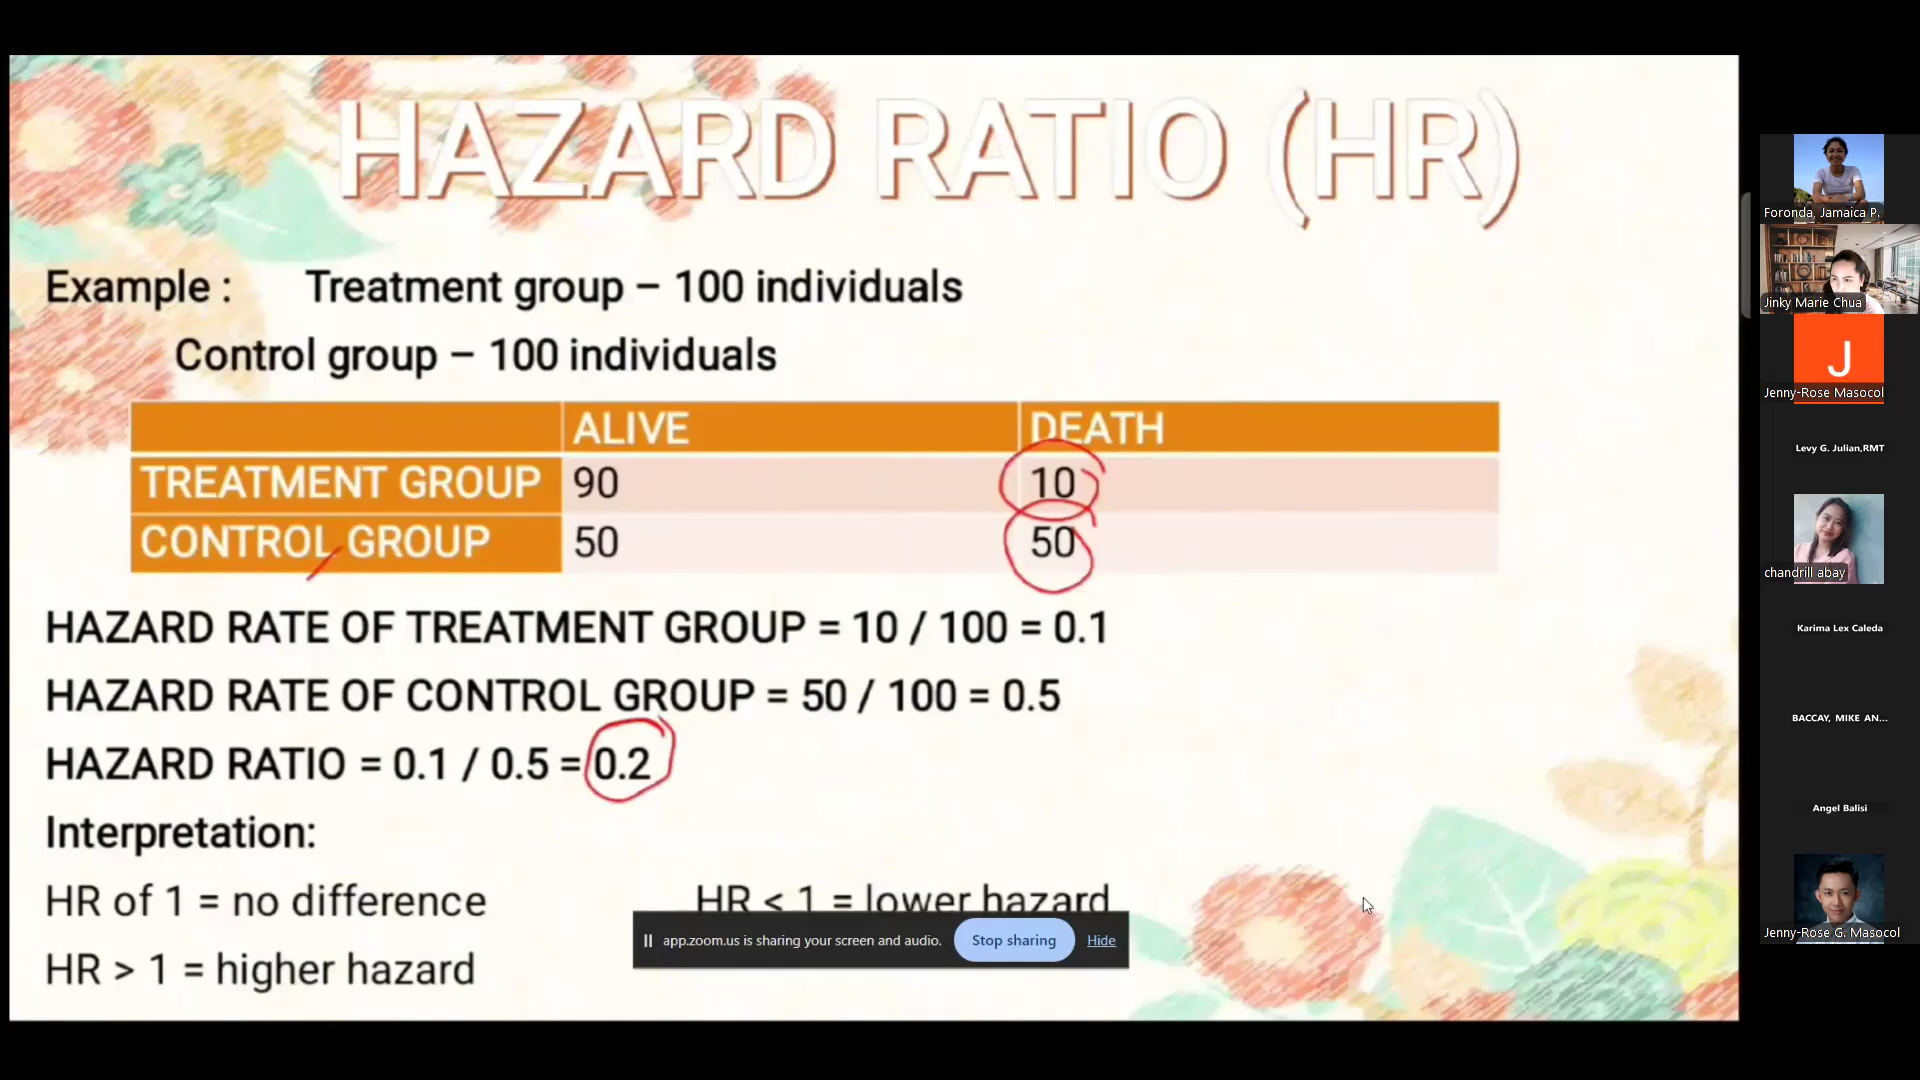 HAZARD RATIO (HR)
Example : Treatment group – 100 individuals
Control group – 100 individuals
ALIVE DEATH
TREATMENT GROUP 90 10
CONTROL GROUP 50 50
HAZARD RATE OF TREATMENT GROUP = 10 / 100 = 0.1
HAZARD RATE OF CONTROL GROUP = 50 / 100 = 0.5
HAZARD RATIO = 0.1 / 0.5 = 0.2
Interpretation:
HR of 1 = no difference HR < 1 = lower hazard
HR > 1 = higher hazard
app.zoom.us is sharing your screen and audio. Stop sharing Hide
Foronda, Jamaica P.
Jinky Marie Chua
J
Jenny-Rose Masocol
Levy G. Julian,RMT
chandrill abay
Karima Lex Caleda
BACCAY, MIKE AN...
Angel Balisi
Jenny-Rose G. Masocol